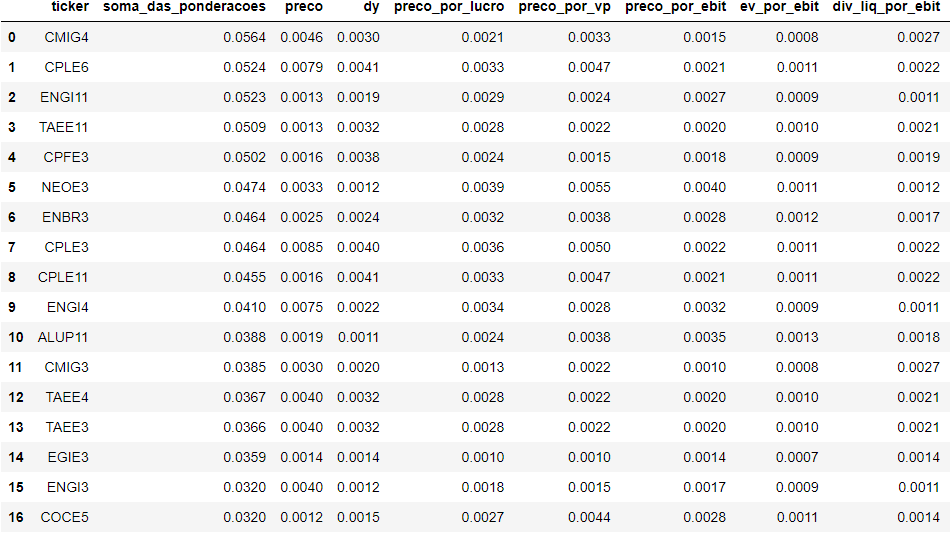 ticker soma_das_ponderacoes preco dy preco_por_lucro preco_por_vp preco_por_ebit ev_por_ebit div_liq_por_ebit
0 CMIG4 0.0564 0.0046 0.0030 0.0021 0.0033 0.0015 0.0008 0.0027
1 CPLE6 0.0524 0.0079 0.0041 0.0033 0.0047 0.0021 0.0011 0.0022
2 ENGI11 0.0523 0.0013 0.0019 0.0029 0.0024 0.0027 0.0009 0.0011
3 TAEE11 0.0509 0.0013 0.0032 0.0028 0.0022 0.0020 0.0010 0.0021
4 CPFE3 0.0502 0.0016 0.0038 0.0024 0.0015 0.0018 0.0009 0.0019
5 NEOE3 0.0474 0.0033 0.0012 0.0039 0.0055 0.0040 0.0011 0.0012
6 ENBR3 0.0464 0.0025 0.0024 0.0032 0.0038 0.0028 0.0012 0.0017
7 CPLE3 0.0464 0.0085 0.0040 0.0036 0.0050 0.0022 0.0011 0.0022
8 CPLE11 0.0455 0.0016 0.0041 0.0033 0.0047 0.0021 0.0011 0.0022
9 ENGI4 0.0410 0.0075 0.0022 0.0034 0.0028 0.0032 0.0009 0.0011
10 ALUP11 0.0388 0.0019 0.0011 0.0024 0.0038 0.0035 0.0013 0.0018
11 CMIG3 0.0385 0.0030 0.0020 0.0013 0.0022 0.0010 0.0008 0.0027
12 TAEE4 0.0367 0.0040 0.0032 0.0028 0.0022 0.0020 0.0010 0.0021
13 TAEE3 0.0366 0.0040 0.0032 0.0028 0.0022 0.0020 0.0010 0.0021
14 EGIE3 0.0359 0.0014 0.0014 0.0010 0.0010 0.0014 0.0007 0.0014
15 ENGI3 0.0320 0.0040 0.0012 0.0018 0.0015 0.0017 0.0009 0.0011
16 COCE5 0.0320 0.0012 0.0015 0.0027 0.0044 0.0028 0.0011 0.0014